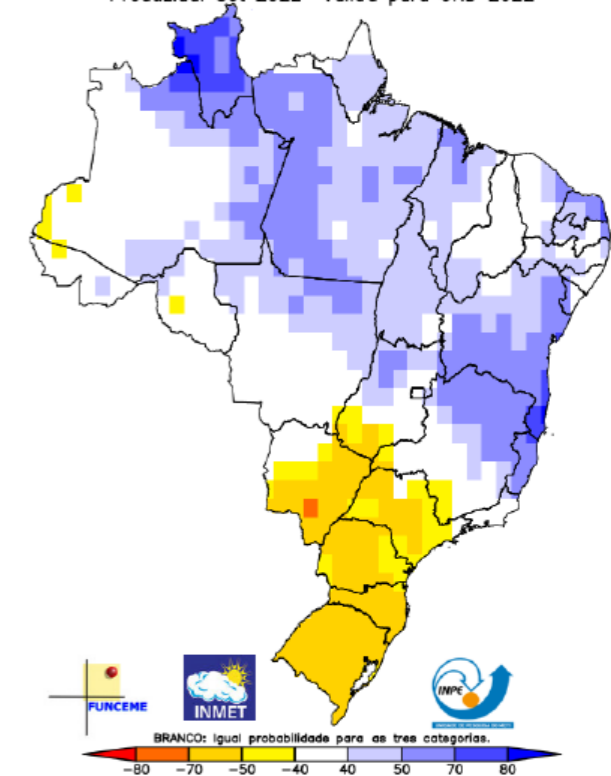 FUNCEME
INMET
INPE
BRANCO: Igual probabilidade para as tres categorias.
-80 -70 -50 -40 40 50 70 80